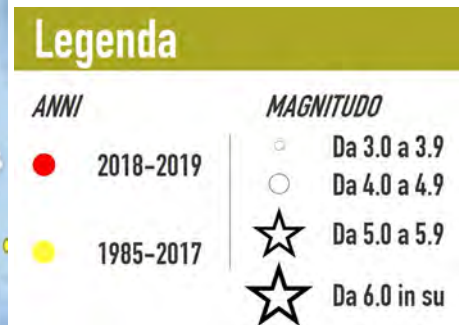 Legenda
ANNI
2018-2019
1985-2017
MAGNITUDO
Da 3.0 a 3.9
Da 4.0 a 4.9
Da 5.0 a 5.9
Da 6.0 in su